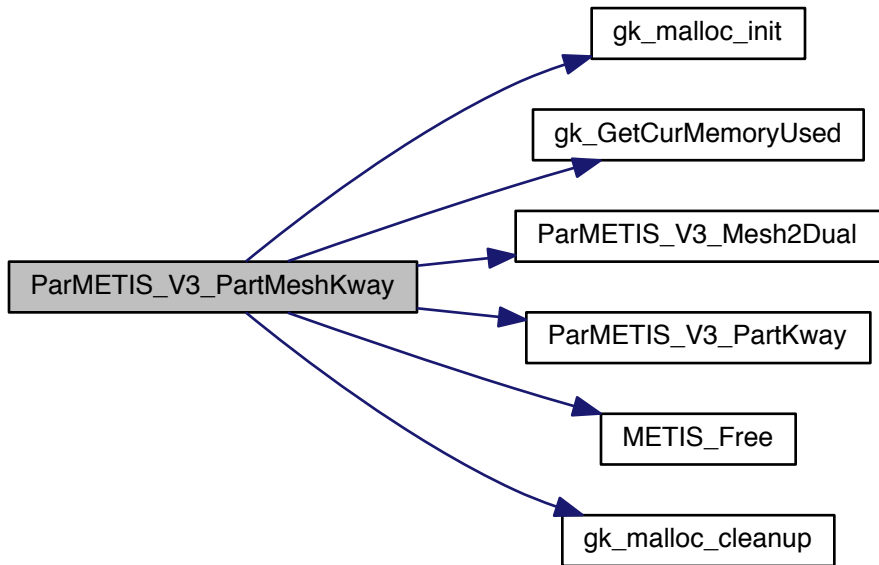 gk_malloc_init
gk_GetCurMemoryUsed
ParMETIS_V3_Mesh2Dual
ParMETIS_V3_PartMeshKway
ParMETIS_V3_PartKway
METIS_Free
gk_malloc_cleanup